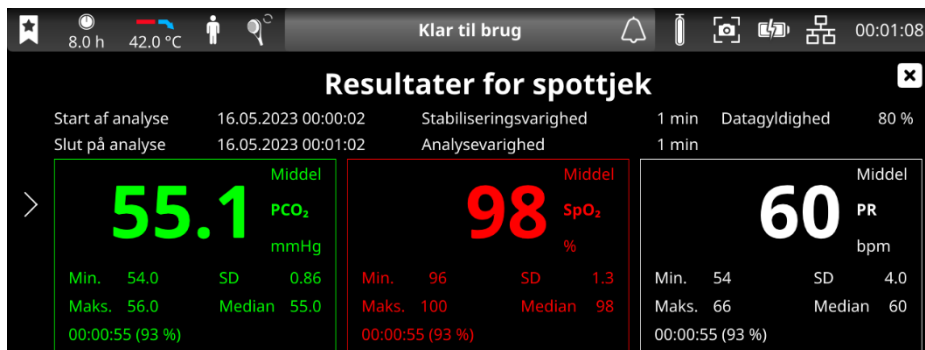 8.0 h 42.0 °C Klar til brug 00:01:08
Resultater for spottjek
Start af analyse 16.05.2023 00:00:02 Stabiliseringsvarighed 1 min Datagyldighed 80 %
Slut på analyse 16.05.2023 00:01:02 Analysevarighed 1 min
Middel Middel Middel
55.1 PCO₂ 98 SpO₂ 60 PR
mmHg % bpm
Min. 54.0 SD 0.86 Min. 96 SD 1.3 Min. 54 SD 4.0
Maks. 56.0 Median 55.0 Maks. 100 Median 98 Maks. 66 Median 60
00:00:55 (93 %) 00:00:55 (93 %) 00:00:55 (93 %)